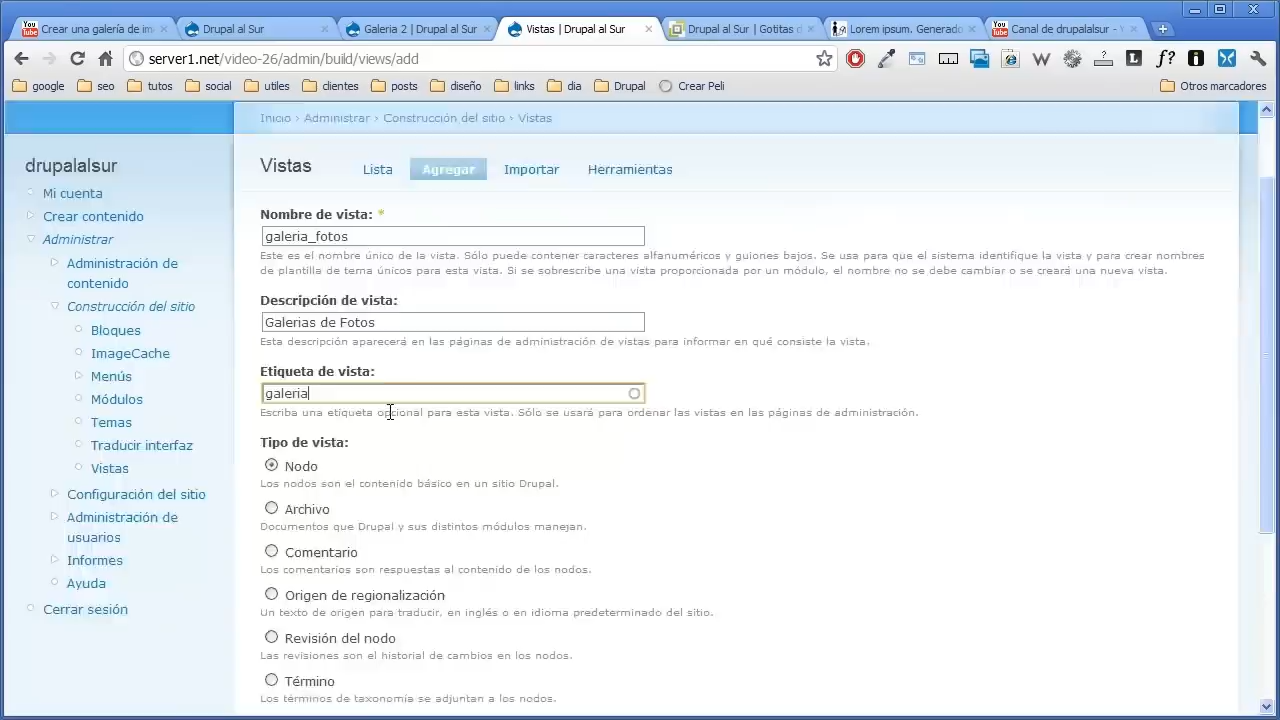 Crear una galería de im
Drupal al Sur
Galeria 2 | Drupal al Sur
Vistas | Drupal al Sur
Drupal al Sur | Gotitas d
Lorem ipsum. Generado
Canal de drupalalsur - Y
server1.net/video-26/admin/build/views/add
google
seo
tutos
social
utiles
clientes
posts
diseño
links
dia
Drupal
Crear Peli
Otros marcadores
Inicio › Administrar › Construcción del sitio › Vistas
drupalalsur
Mi cuenta
Crear contenido
Administrar
Administración de
contenido
Construcción del sitio
Bloques
ImageCache
Menús
Módulos
Temas
Traducir interfaz
Vistas
Configuración del sitio
Administración de
usuarios
Informes
Ayuda
Cerrar sesión
Vistas
Lista
Agregar
Importar
Herramientas
Nombre de vista: *
galeria_fotos
Este es el nombre único de la vista. Sólo puede contener caracteres alfanuméricos y guiones bajos. Se usa para que el sistema identifique la vista y para crear nombres
de plantilla de tema únicos para esta vista. Si se sobrescribe una vista proporcionada por un módulo, el nombre no se debe cambiar o se creará una nueva vista.
Descripción de vista:
Galerias de Fotos
Esta descripción aparecerá en las páginas de administración de vistas para informar en qué consiste la vista.
Etiqueta de vista:
galeria
Escriba una etiqueta opcional para esta vista. Sólo se usará para ordenar las vistas en las páginas de administración.
Tipo de vista:
Nodo
Los nodos son el contenido básico en un sitio Drupal.
Archivo
Documentos que Drupal y sus distintos módulos manejan.
Comentario
Los comentarios son respuestas al contenido de los nodos.
Origen de regionalización
Un texto de origen para traducir, en inglés o en idioma predeterminado del sitio.
Revisión del nodo
Las revisiones son el historial de cambios en los nodos.
Término
Los términos de taxonomía se adjuntan a los nodos.